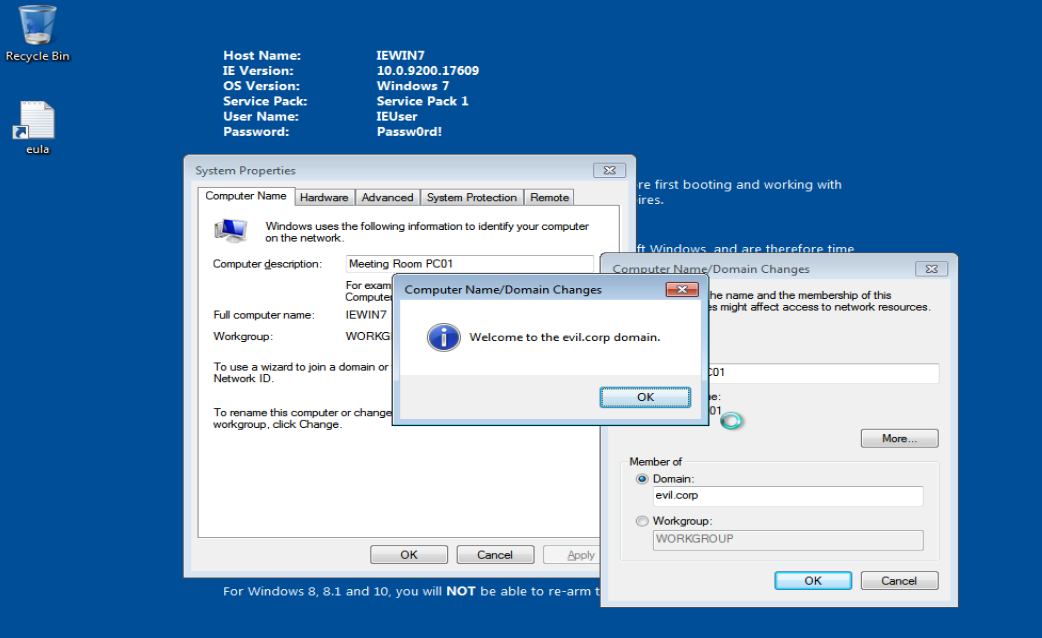 Recycle Bin
eula
Host Name: IEWIN7
IE Version: 10.0.9200.17609
OS Version: Windows 7
Service Pack: Service Pack 1
User Name: IEUser
Password: Passw0rd!
re first booting and working with
ires.
ft Windows, and are therefore time
System Properties
Computer Name Hardware Advanced System Protection Remote
Windows uses the following information to identify your computer
on the network.
Computer description: Meeting Room PC01
For exam
Computer
Full computer name: IEWIN7
Workgroup: WORKG
To use a wizard to join a domain or
Network ID.
To rename this computer or change
workgroup, click Change.
OK Cancel Apply
Computer Name/Domain Changes
Welcome to the evil.corp domain.
OK
Computer Name/Domain Changes
he name and the membership of this
es might affect access to network resources.
C01
e:
01
More...
Member of
Domain:
evil.corp
Workgroup:
WORKGROUP
OK Cancel
For Windows 8, 8.1 and 10, you will NOT be able to re-arm t